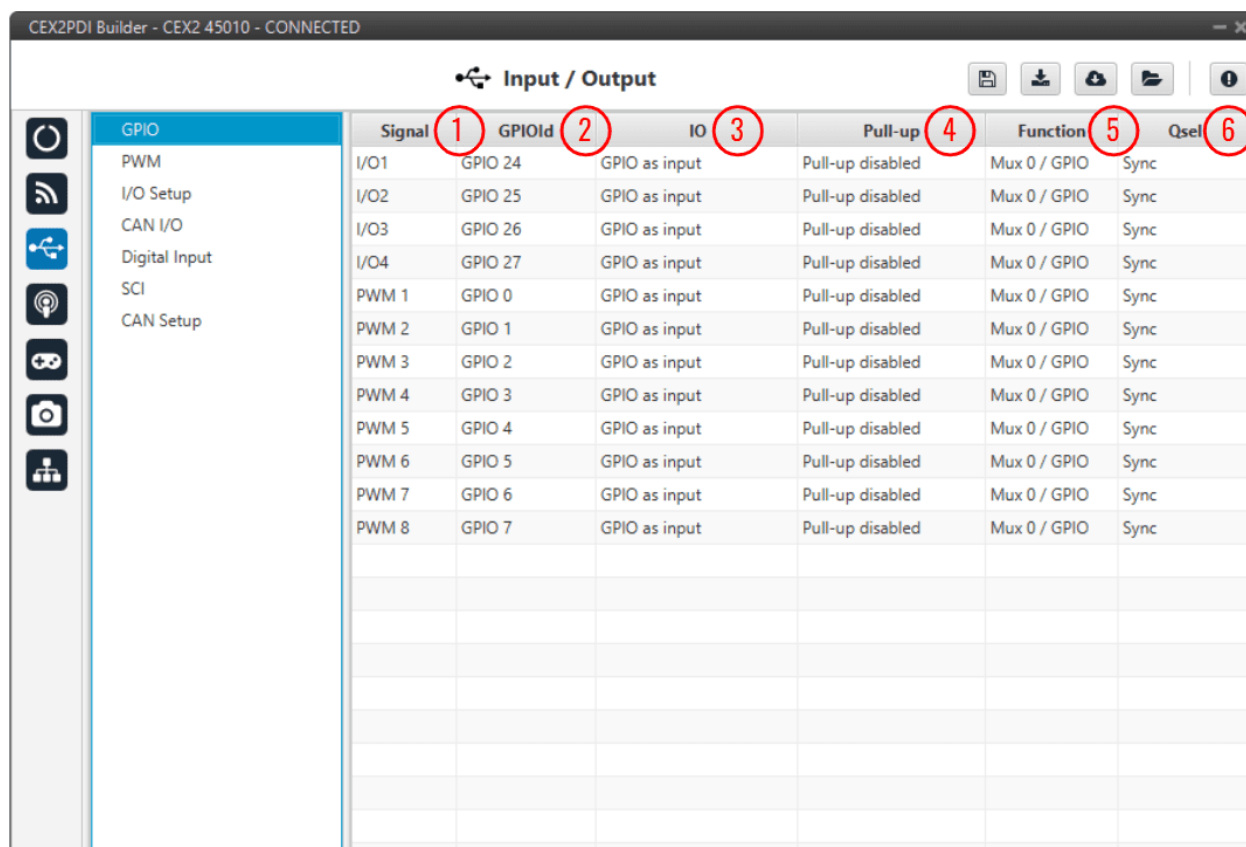 CEX2PDI Builder - CEX2 45010 - CONNECTED
Input / Output
GPIO
PWM
I/O Setup
CAN I/O
Digital Input
SCI
CAN Setup
Signal 1 GPIOId 2 IO 3 Pull-up 4 Function 5 Qsel 6
I/O1 GPIO 24 GPIO as input Pull-up disabled Mux 0 / GPIO Sync
I/O2 GPIO 25 GPIO as input Pull-up disabled Mux 0 / GPIO Sync
I/O3 GPIO 26 GPIO as input Pull-up disabled Mux 0 / GPIO Sync
I/O4 GPIO 27 GPIO as input Pull-up disabled Mux 0 / GPIO Sync
PWM 1 GPIO 0 GPIO as input Pull-up disabled Mux 0 / GPIO Sync
PWM 2 GPIO 1 GPIO as input Pull-up disabled Mux 0 / GPIO Sync
PWM 3 GPIO 2 GPIO as input Pull-up disabled Mux 0 / GPIO Sync
PWM 4 GPIO 3 GPIO as input Pull-up disabled Mux 0 / GPIO Sync
PWM 5 GPIO 4 GPIO as input Pull-up disabled Mux 0 / GPIO Sync
PWM 6 GPIO 5 GPIO as input Pull-up disabled Mux 0 / GPIO Sync
PWM 7 GPIO 6 GPIO as input Pull-up disabled Mux 0 / GPIO Sync
PWM 8 GPIO 7 GPIO as input Pull-up disabled Mux 0 / GPIO Sync